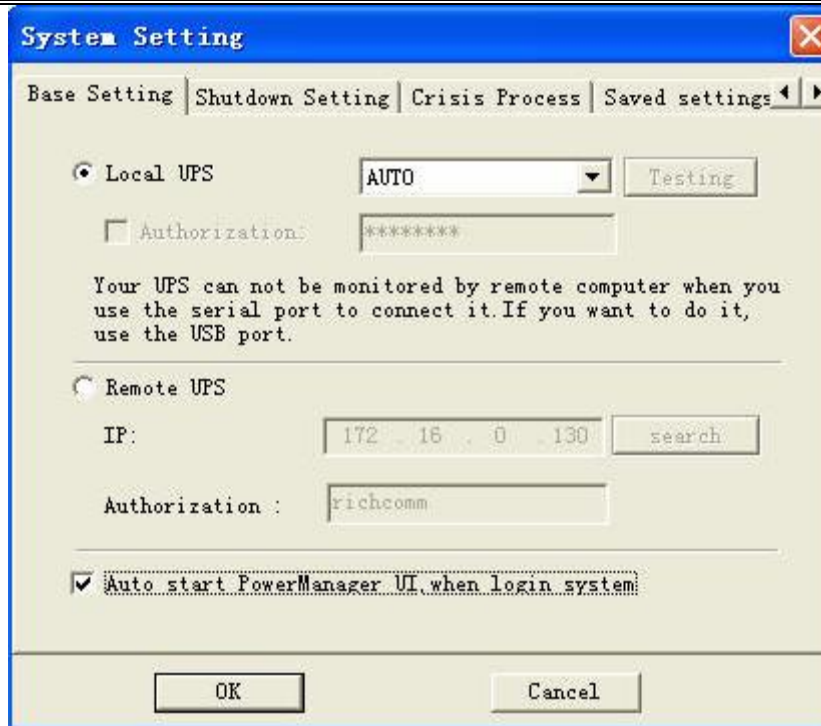 System Setting
Base Setting Shutdown Setting Crisis Process Saved settings
Local UPS AUTO Testing
Authorization: ********
Your UPS can not be monitored by remote computer when you
use the serial port to connect it.If you want to do it,
use the USB port.
Remote UPS
IP: 172 . 16 . 0 . 130 search
Authorization : richcomm
Auto start PowerManager UI,when login system
OK Cancel